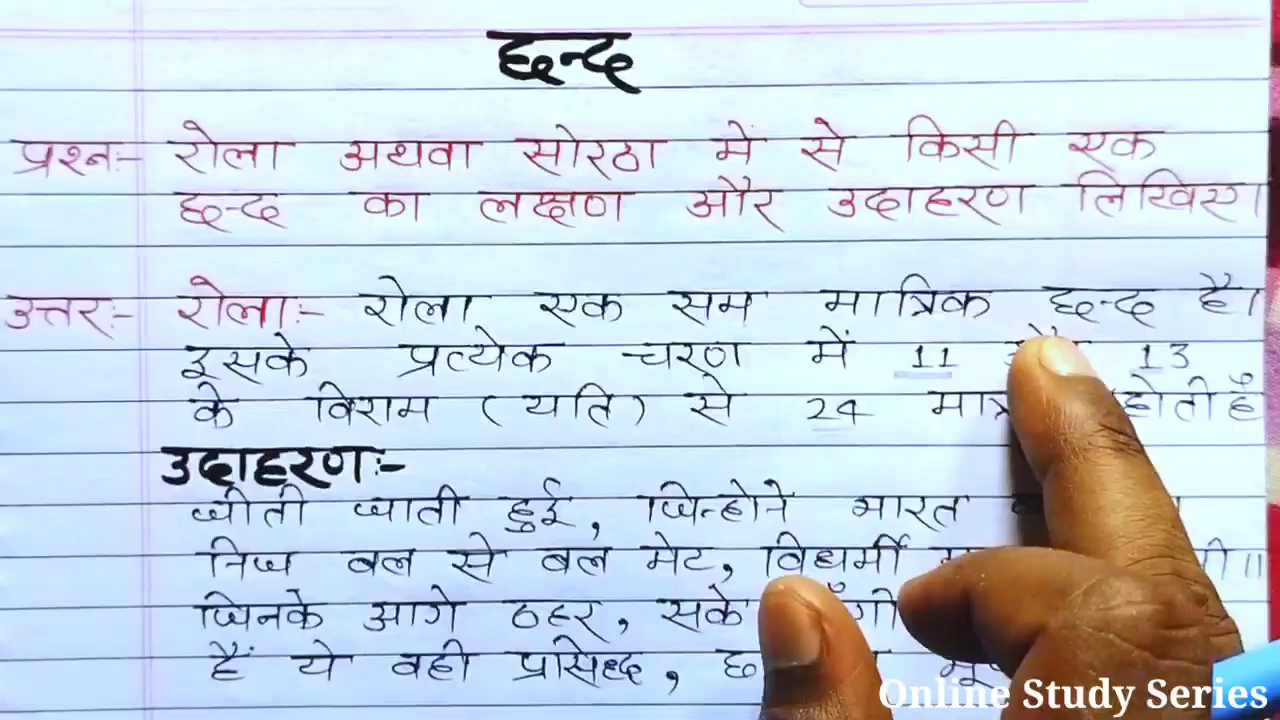 छन्द
प्रश्न:- रोला अथवा सोरठा में से किसी एक
छन्द का लक्षण और उदाहरण लिखिए।
उत्तर:- रोला:- रोला एक सम मात्रिक छन्द है।
इसके प्रत्येक चरण में 11 13
के विराम (यति) से 24 होती हैं
उदाहरण:-
जीती जाती हुई, जिन्होने भारत
निज बल से बल मेट, विधर्मी
जिनके आगे ठहर, सके
हैं ये वही प्रसिध्द,
Online Study Series